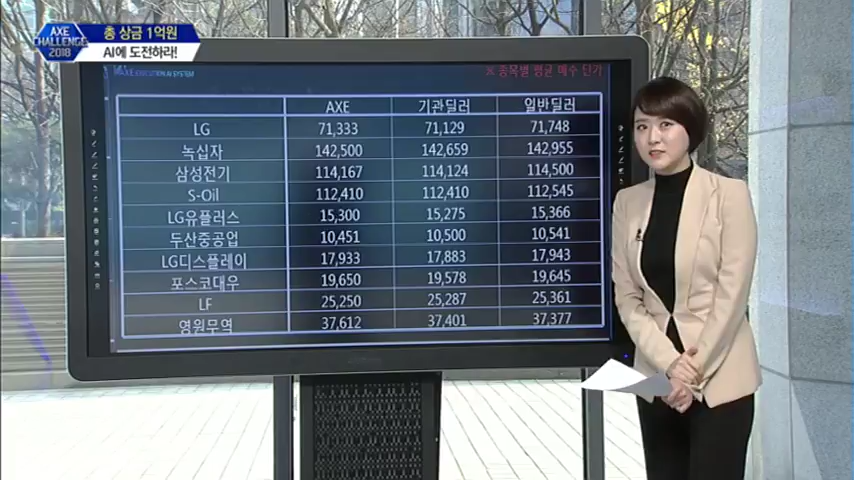 AXE
CHALLENGE
2018
총 상금 1억원
AI에 도전하라!
AXE EXECUTION AI SYSTEM
※ 종목별 평균 매수 단가
AXE 기관딜러 일반딜러
LG 71,333 71,129 71,748
녹십자 142,500 142,659 142,955
삼성전기 114,167 114,124 114,500
S-Oil 112,410 112,410 112,545
LG유플러스 15,300 15,275 15,366
두산중공업 10,451 10,500 10,541
LG디스플레이 17,933 17,883 17,943
포스코대우 19,650 19,578 19,645
LF 25,250 25,287 25,361
영원무역 37,612 37,401 37,377